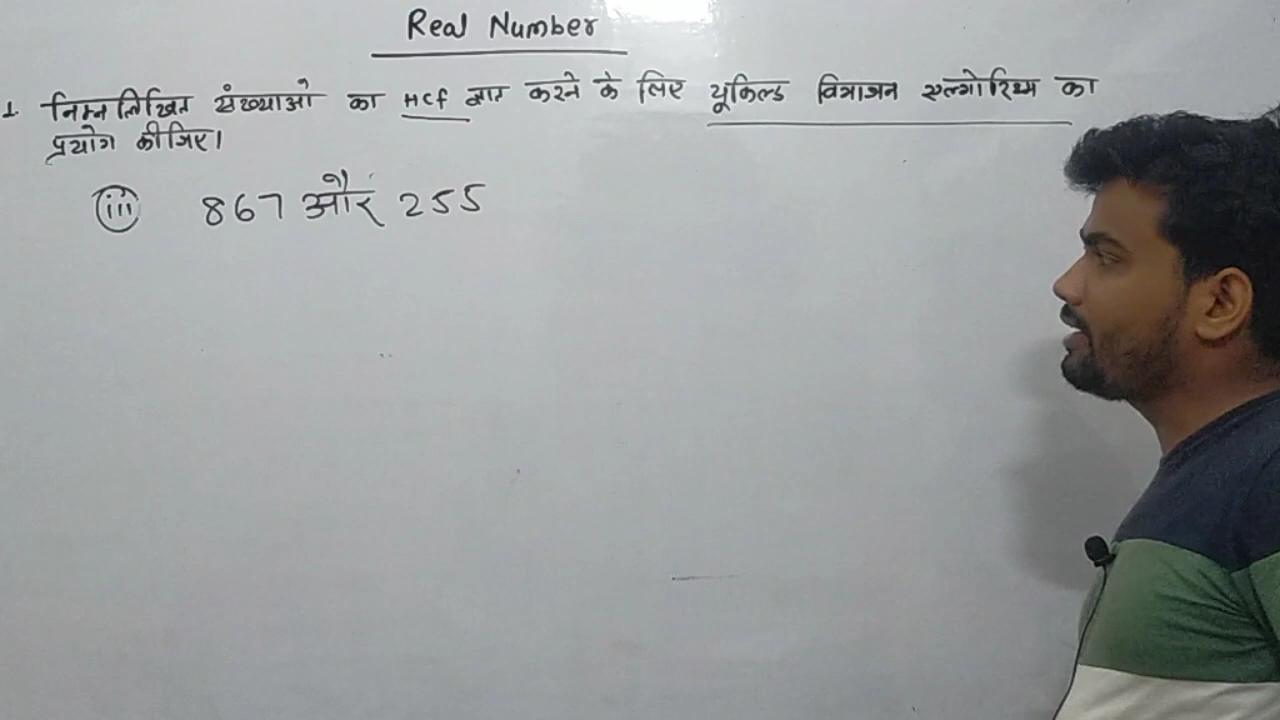 Real Number
1. निम्नलिखित संख्याओ का HCf ज्ञात करने के लिए यूकिल्ड विभाजन एल्गोरिथ्म का
प्रयोग कीजिए।
(iii) 867 और 255